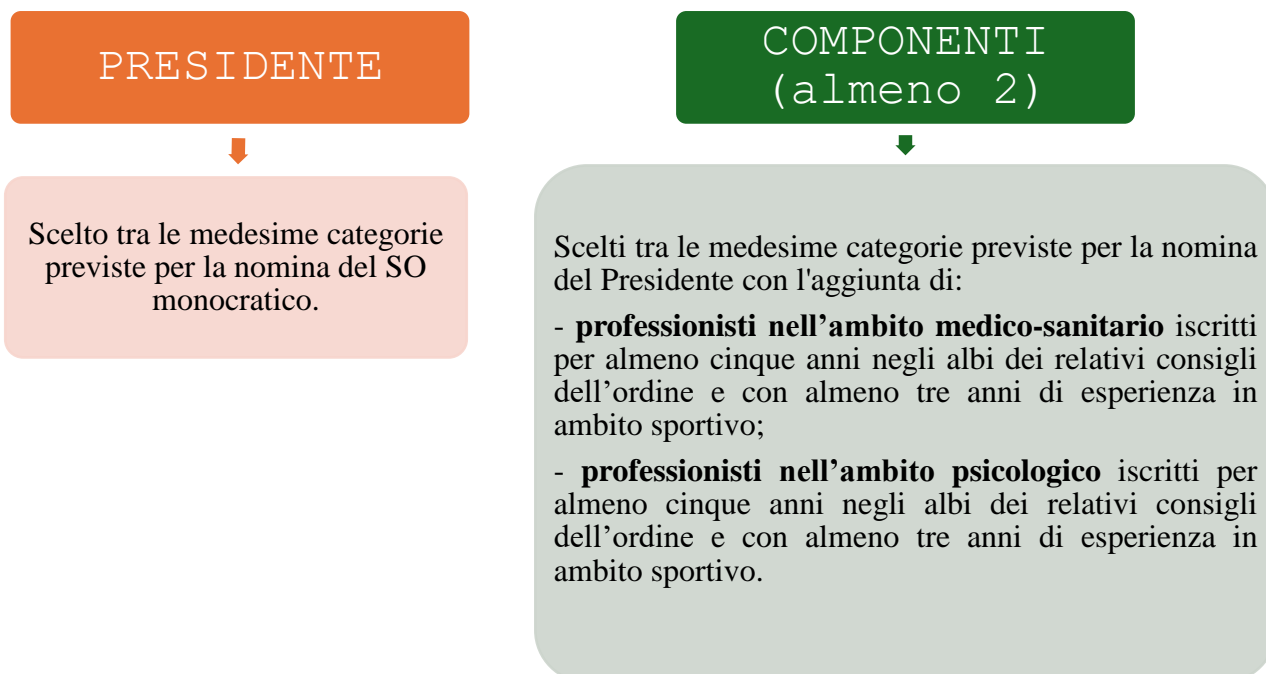 PRESIDENTE
Scelto tra le medesime categorie
previste per la nomina del SO
monocratico.
COMPONENTI
(almeno 2)
Scelti tra le medesime categorie previste per la nomina
del Presidente con l'aggiunta di:
- professionisti nell’ambito medico-sanitario iscritti
per almeno cinque anni negli albi dei relativi consigli
dell’ordine e con almeno tre anni di esperienza in
ambito sportivo;
- professionisti nell’ambito psicologico iscritti per
almeno cinque anni negli albi dei relativi consigli
dell’ordine e con almeno tre anni di esperienza in
ambito sportivo.